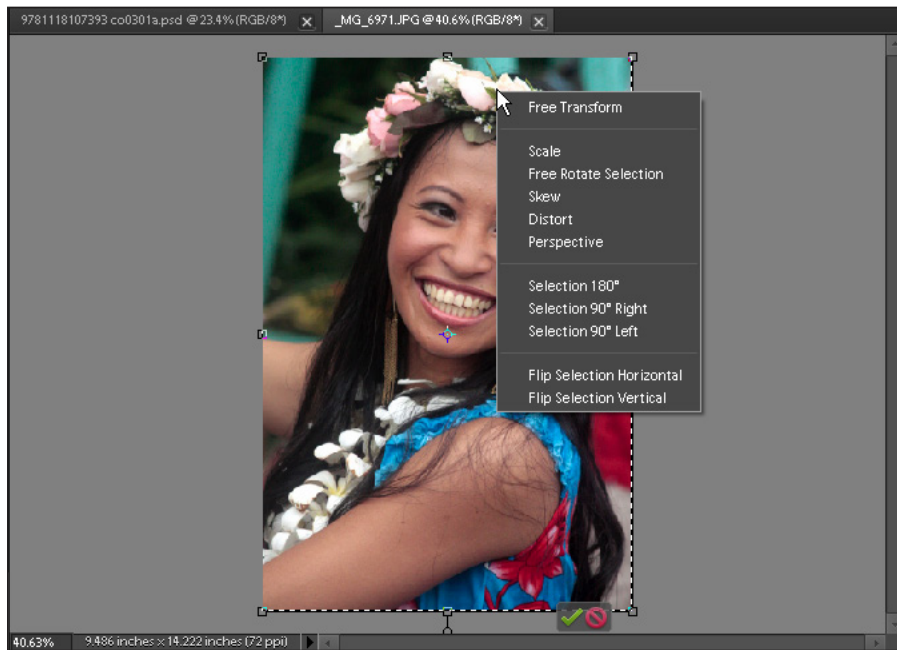 9781118107393 co0301a.psd @ 23.4% (RGB/8*)
_MG_6971.JPG @ 40.6% (RGB/8*)
Free Transform
Scale
Free Rotate Selection
Skew
Distort
Perspective
Selection 180°
Selection 90° Right
Selection 90° Left
Flip Selection Horizontal
Flip Selection Vertical
40.63%
9.486 inches x 14.222 inches (72 ppi)